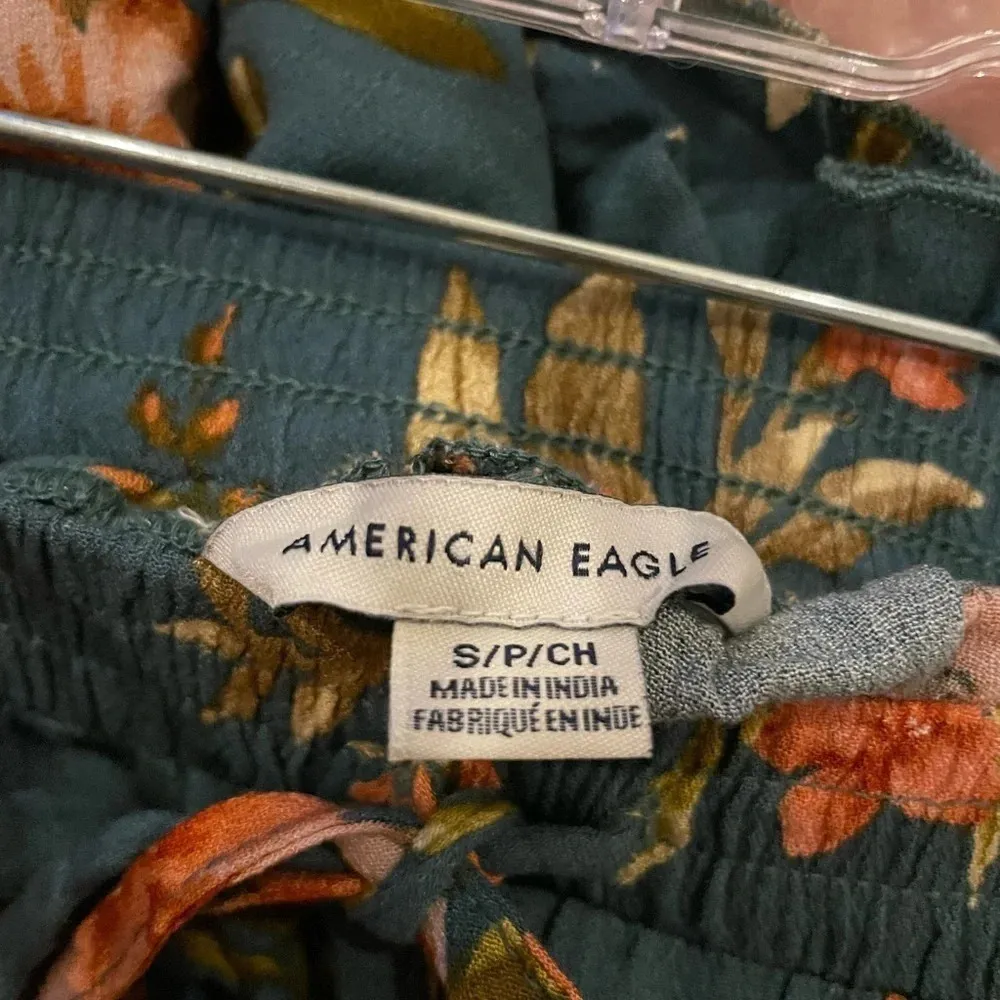 AMERICAN EAGLE
S/P/CH
MADE IN INDIA
FABRIQUÉ EN INDE